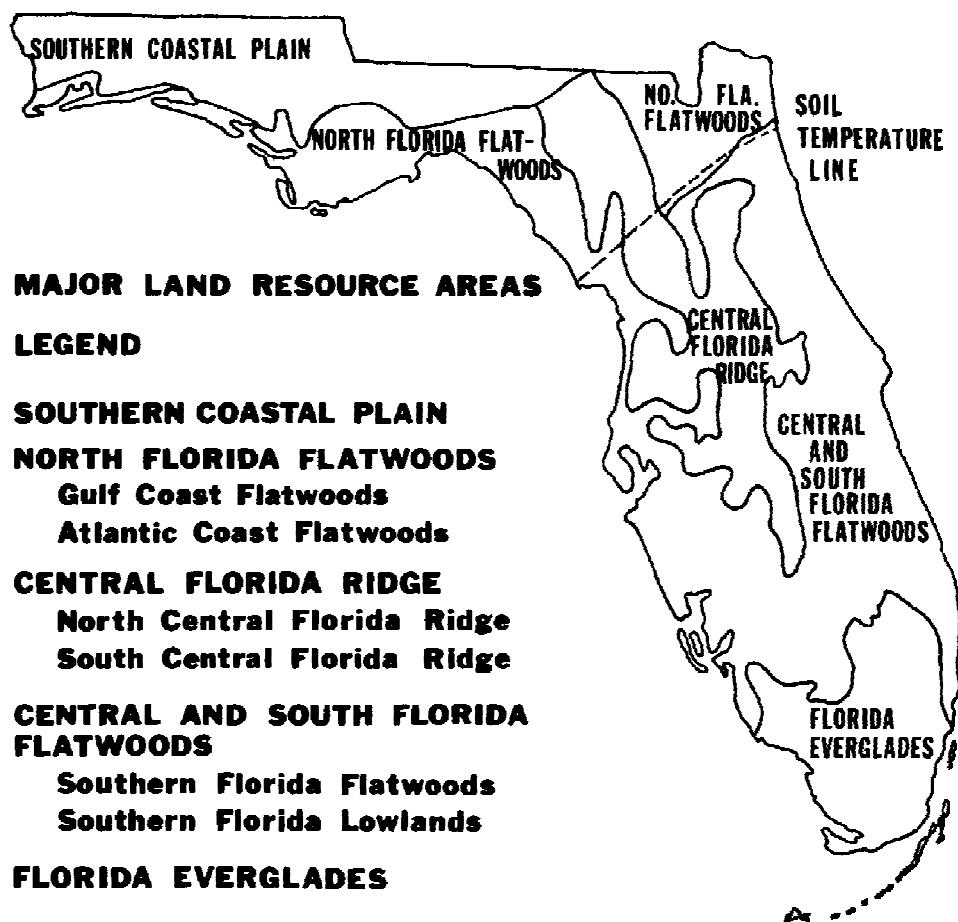 SOUTHERN COASTAL PLAIN
NO. FLA.
FLATWOODS
SOIL
TEMPERATURE
LINE
NORTH FLORIDA FLAT-
WOODS
MAJOR LAND RESOURCE AREAS
LEGEND
SOUTHERN COASTAL PLAIN
NORTH FLORIDA FLATWOODS
Gulf Coast Flatwoods
Atlantic Coast Flatwoods
CENTRAL FLORIDA RIDGE
North Central Florida Ridge
South Central Florida Ridge
CENTRAL AND SOUTH FLORIDA
FLATWOODS
Southern Florida Flatwoods
Southern Florida Lowlands
FLORIDA EVERGLADES
CENTRAL
FLORIDA
RIDGE
CENTRAL
AND
SOUTH
FLORIDA
FLATWOODS
FLORIDA
EVERGLADES